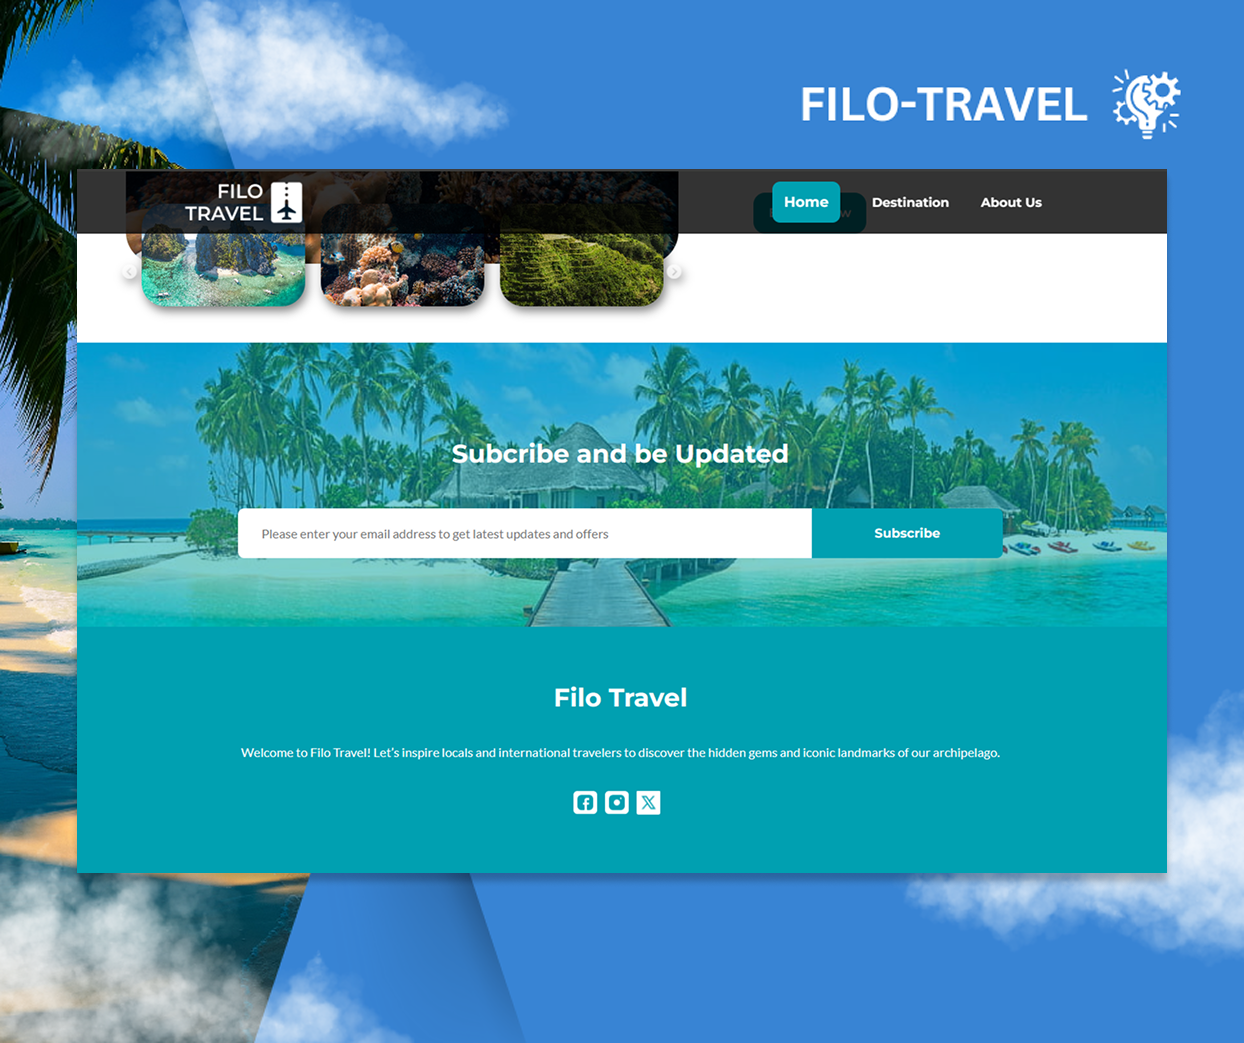 FILO-TRAVEL
FILO
TRAVEL
Home
Destination
About Us
Subcribe and be Updated
Please enter your email address to get latest updates and offers
Subscribe
Filo Travel
Welcome to Filo Travel! Let's inspire locals and international travelers to discover the hidden gems and iconic landmarks of our archipelago.